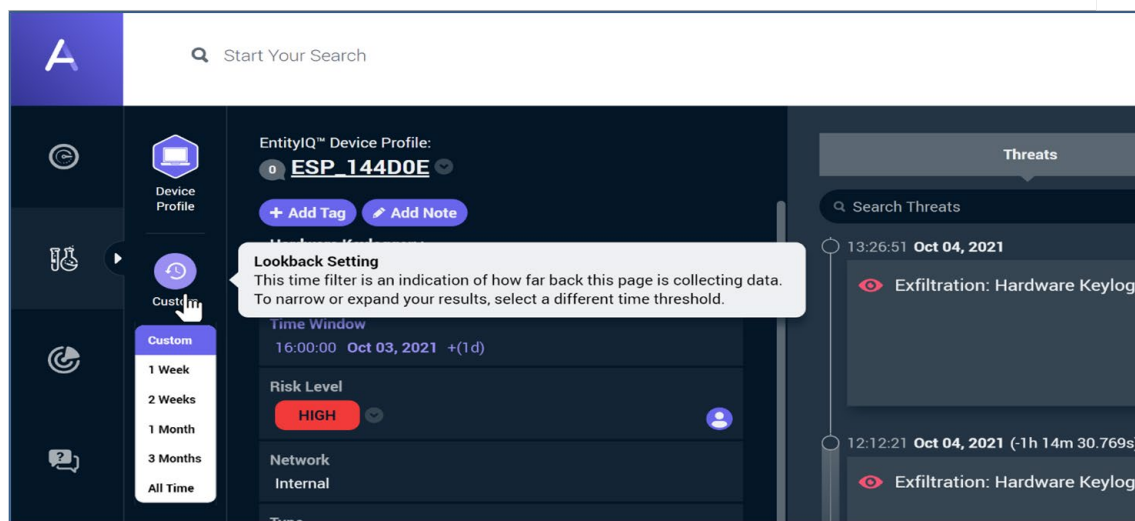 Start Your Search
Device
Profile
Custom
Custom
1 Week
2 Weeks
1 Month
3 Months
All Time
EntityIQ™ Device Profile:
0 ESP_144D0E
+ Add Tag Add Note
Lookback Setting
This time filter is an indication of how far back this page is collecting data.
To narrow or expand your results, select a different time threshold.
Time Window
16:00:00 Oct 03, 2021 +(1d)
Risk Level
HIGH
Network
Internal
Threats
Search Threats
13:26:51 Oct 04, 2021
Exfiltration: Hardware Keylog
12:12:21 Oct 04, 2021 (-1h 14m 30.769s)
Exfiltration: Hardware Keylog